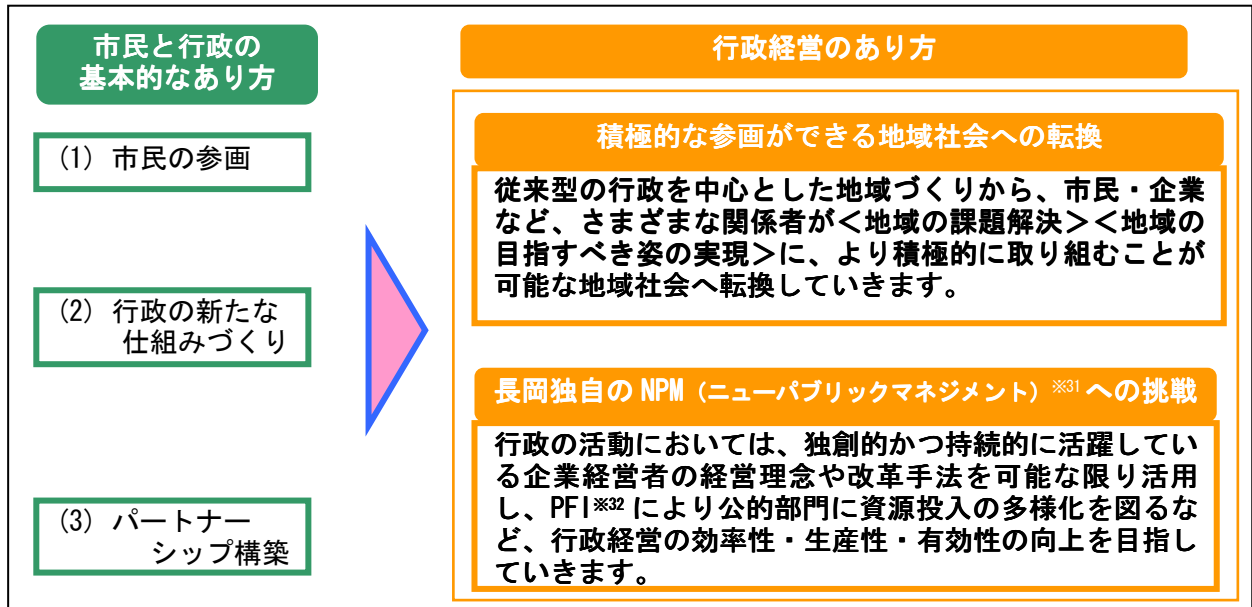 市民と行政の
基本的なあり方
(1) 市民の参画
(2) 行政の新たな
仕組みづくり
(3) パートナー
シップ構築
行政経営のあり方
積極的な参画ができる地域社会への転換
従来型の行政を中心とした地域づくりから、市民・企業
など、さまざまな関係者が<地域の課題解決><地域の
目指すべき姿の実現>に、より積極的に取り組むことが
可能な地域社会へ転換していきます。
長岡独自の NPM（ニューパブリックマネジメント）※31 への挑戦
行政の活動においては、独創的かつ持続的に活躍してい
る企業経営者の経営理念や改革手法を可能な限り活用
し、PFI※32 により公的部門に資源投入の多様化を図るな
ど、行政経営の効率性・生産性・有効性の向上を目指し
ていきます。